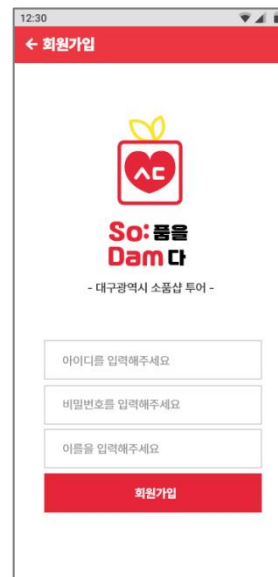 12:30
← 회원가입
ㅅㄷ
So: 품을
Dam 다
- 대구광역시 소품샵 투어 -
아이디를 입력해주세요
비밀번호를 입력해주세요
이름을 입력해주세요
회원가입